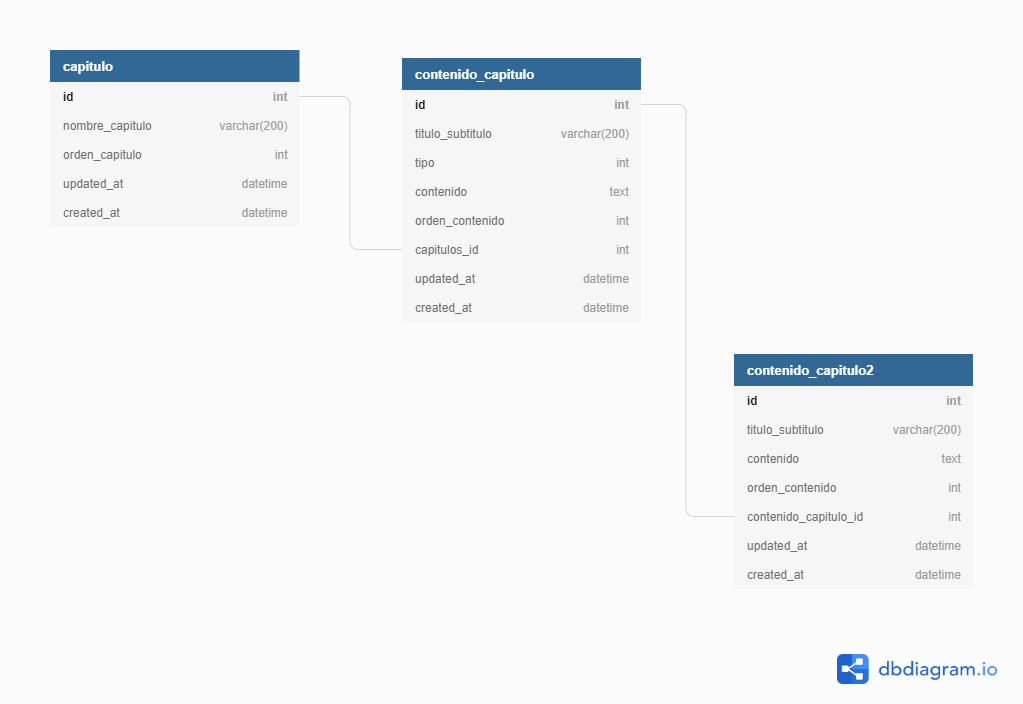 capitulo
id int
nombre_capitulo varchar(200)
orden_capitulo int
updated_at datetime
created_at datetime
contenido_capitulo
id int
titulo_subtitulo varchar(200)
tipo int
contenido text
orden_contenido int
capitulos_id int
updated_at datetime
created_at datetime
contenido_capitulo2
id int
titulo_subtitulo varchar(200)
contenido text
orden_contenido int
contenido_capitulo_id int
updated_at datetime
created_at datetime
dbdiagram.io